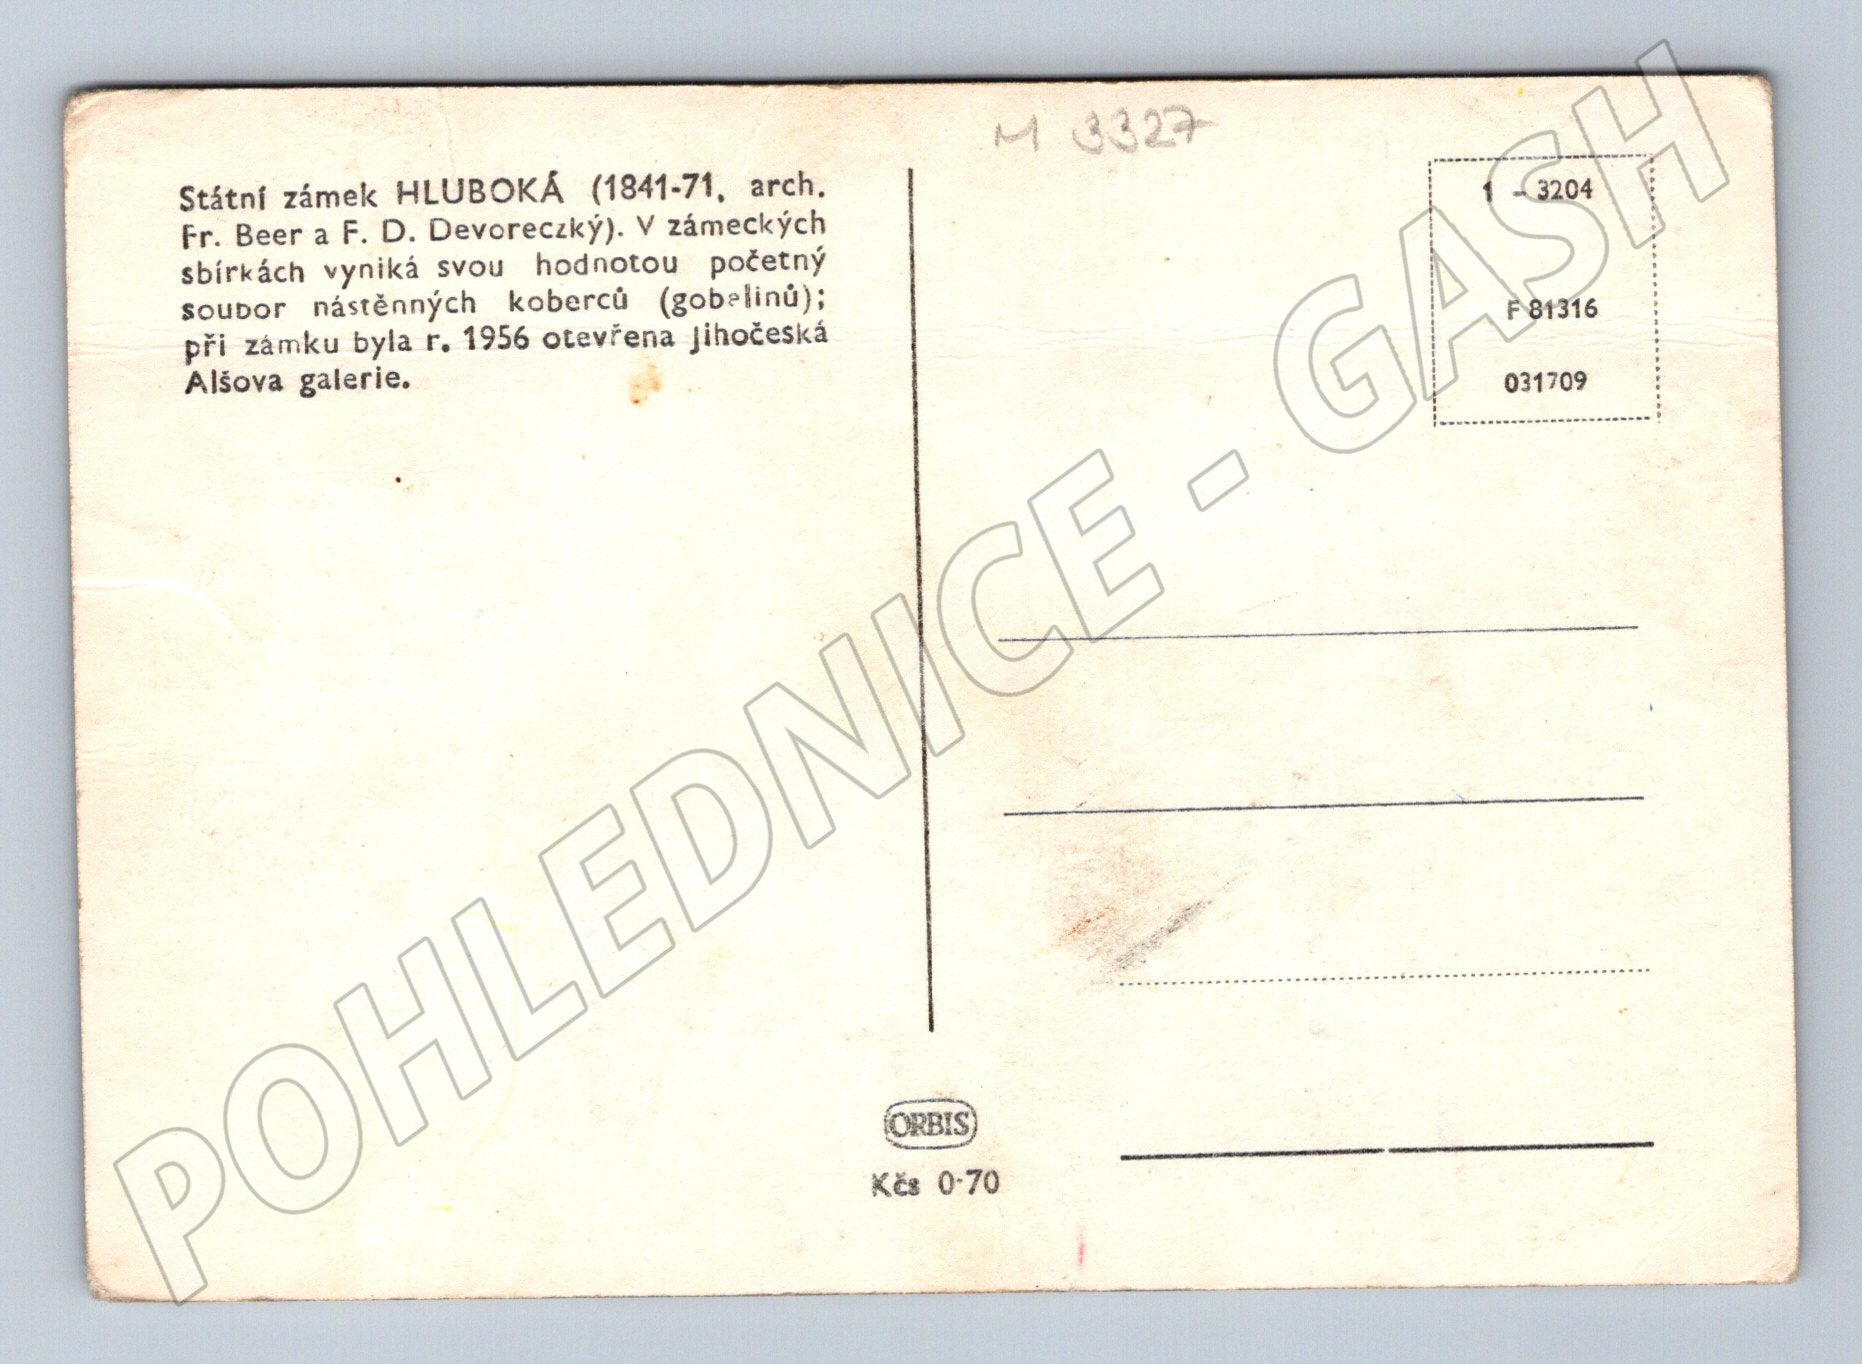 M 3327
Státní zámek HLUBOKÁ (1841-71, arch.
Fr. Beer a F. D. Devoreczký). V zámeckých
sbírkách vyniká svou hodnotou početný
soubor nástěnných koberců (gobelinů);
při zámku byla r. 1956 otevřena Jihočeská
Alšova galerie.
1 - 3204
F 81316
031709
POHLEDNICE - GASH
ORBIS
Kčs 0·70